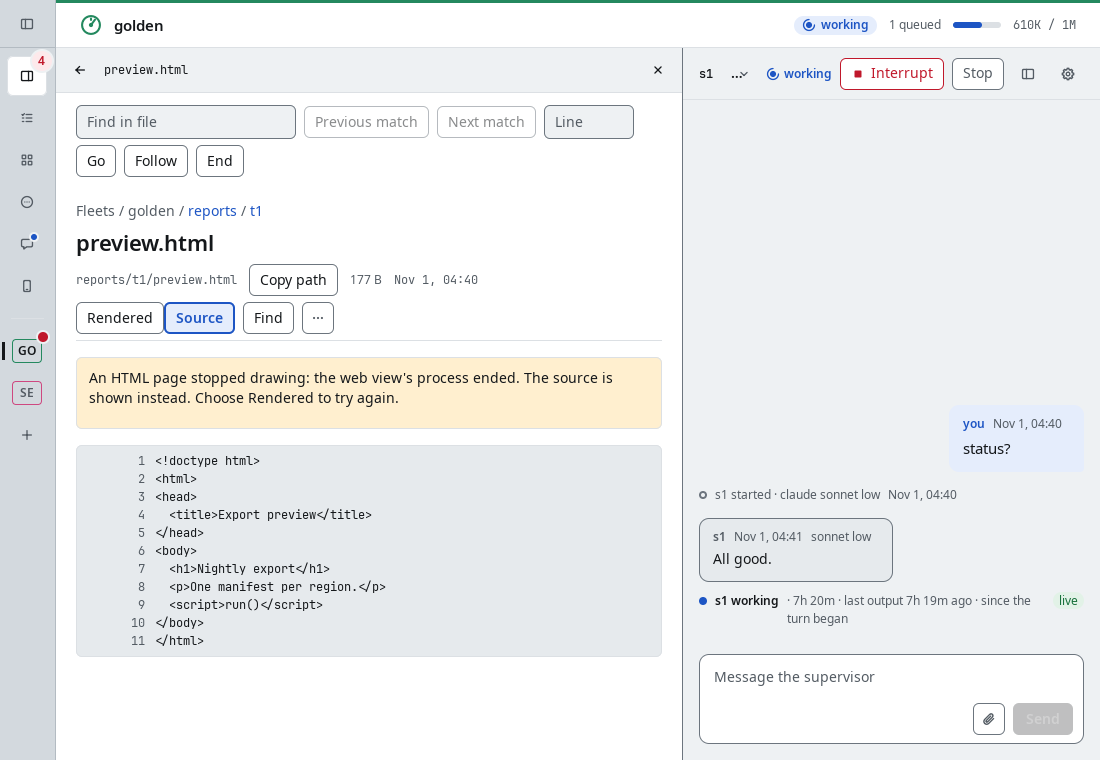 golden
working
1 queued
610K / 1M
4
preview.html
s1
...
working
Interrupt
Stop
Find in file
Previous match
Next match
Line
Go
Follow
End
Fleets / golden / reports / t1
preview.html
reports/t1/preview.html
Copy path
177 B
Nov 1, 04:40
Rendered
Source
Find
...
GO
SE
An HTML page stopped drawing: the web view's process ended. The source is
shown instead. Choose Rendered to try again.
1 <!doctype html>
2 <html>
3 <head>
4 <title>Export preview</title>
5 </head>
6 <body>
7 <h1>Nightly export</h1>
8 <p>One manifest per region.</p>
9 <script>run()</script>
10 </body>
11 </html>
you Nov 1, 04:40
status?
s1 started · claude sonnet low Nov 1, 04:40
s1 Nov 1, 04:41 sonnet low
All good.
s1 working · 7h 20m · last output 7h 19m ago · since the
turn began
live
Message the supervisor
Send